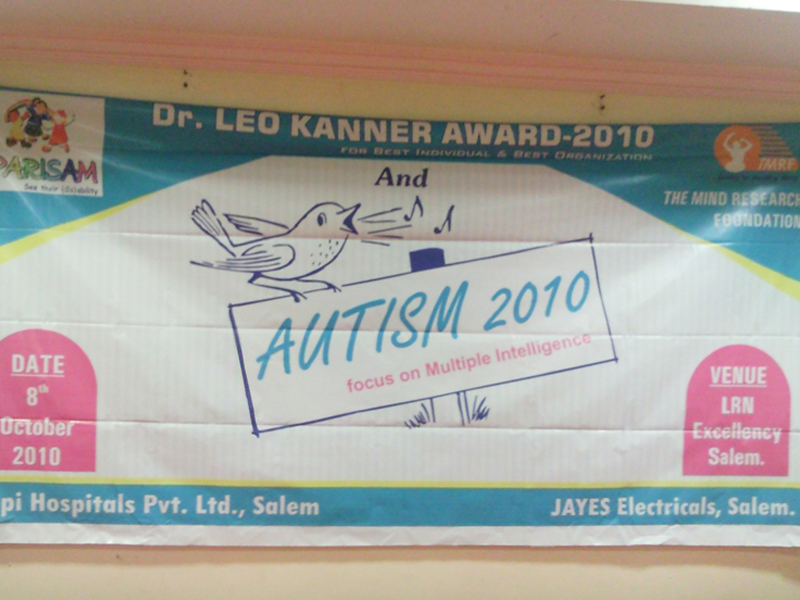 PARISAM
See their (dis)ability
Dr. LEO KANNER AWARD-2010
FOR BEST INDIVIDUAL & BEST ORGANIZATION
And
TMRF
THE MIND RESEARCH
FOUNDATION
AUTISM 2010
focus on Multiple Intelligence
DATE
8th
October
2010
VENUE
LRN
Excellency
Salem.
pi Hospitals Pvt. Ltd., Salem
JAYES Electricals, Salem.